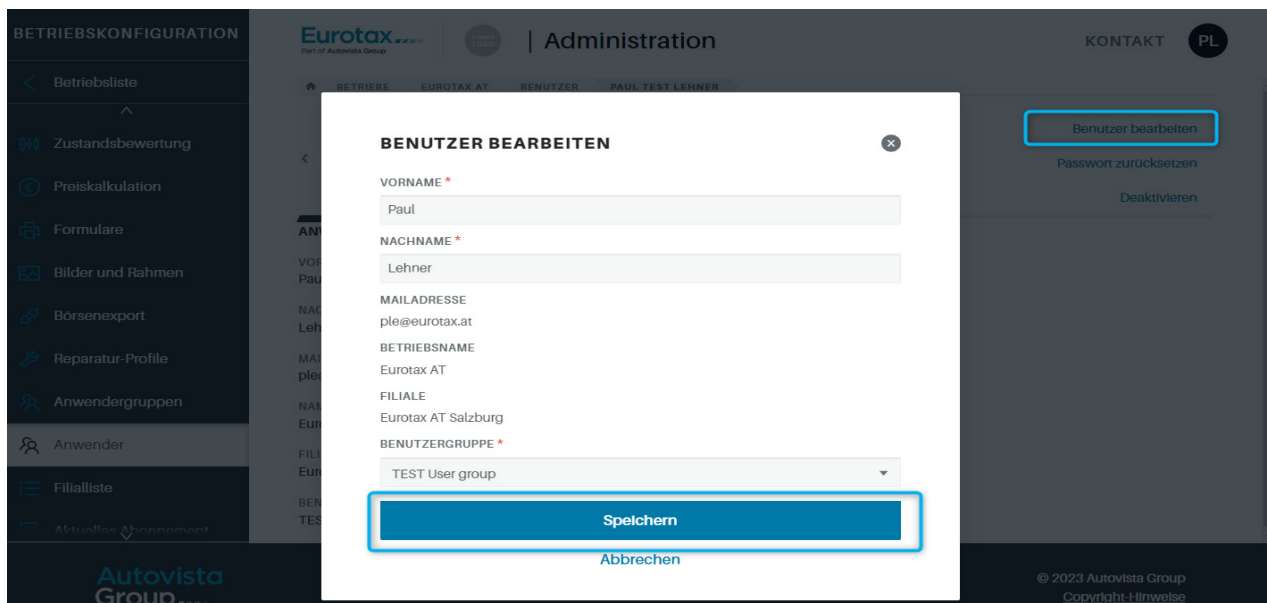 BETRIEBSKONFIGURATION
Betriebsliste
Zustandsbewertung
Preiskalkulation
Formulare
Bilder und Rahmen
Börsenexport
Reparatur-Profile
Anwendergruppen
Anwender
Filialliste
Aktuelles Abonnement
Eurotax
Part of Autovista Group
| Administration
KONTAKT
PL
BETRIEBE EUROTAX AT BENUTZER PAUL TEST LEHNER
Benutzer bearbeiten
Passwort zurücksetzen
Deaktivieren
BENUTZER BEARBEITEN
VORNAME *
Paul
NACHNAME *
Lehner
MAILADRESSE
ple@eurotax.at
BETRIEBSNAME
Eurotax AT
FILIALE
Eurotax AT Salzburg
BENUTZERGRUPPE *
TEST User group
Speichern
Abbrechen
Autovista
Group
© 2023 Autovista Group
Copyright-Hinweise